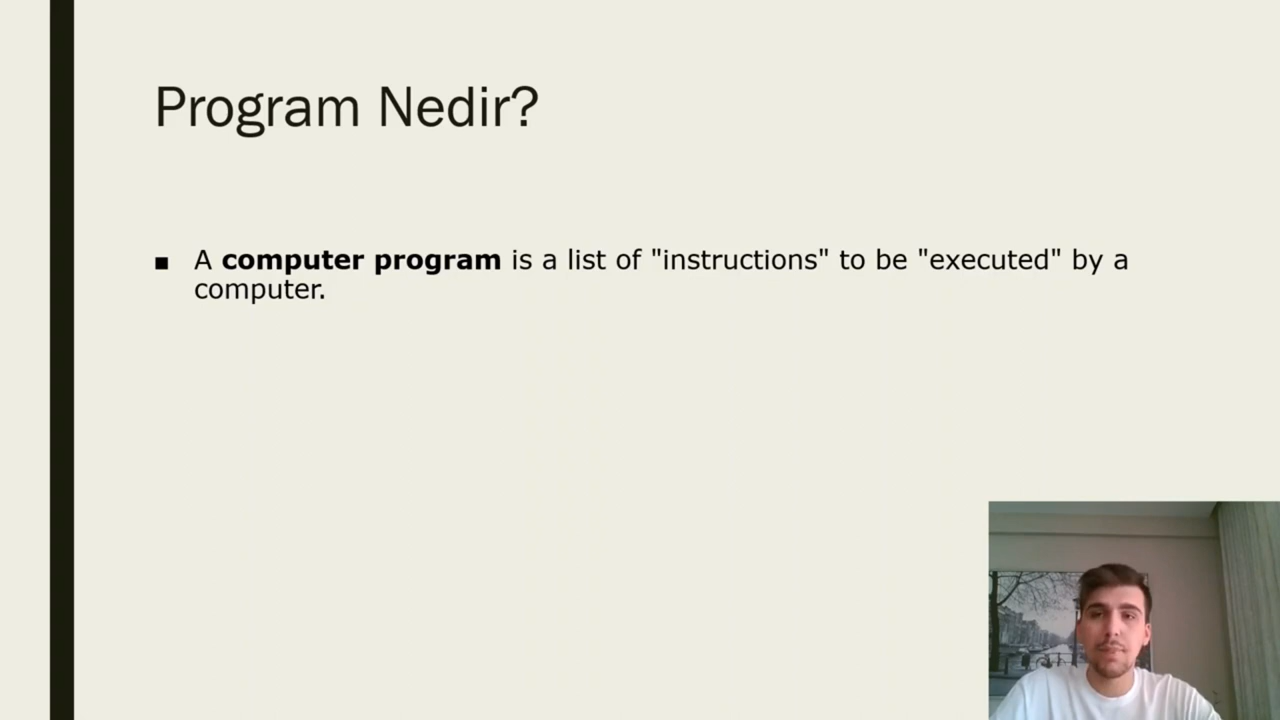 Program Nedir?
▪ A computer program is a list of "instructions" to be "executed" by a
computer.